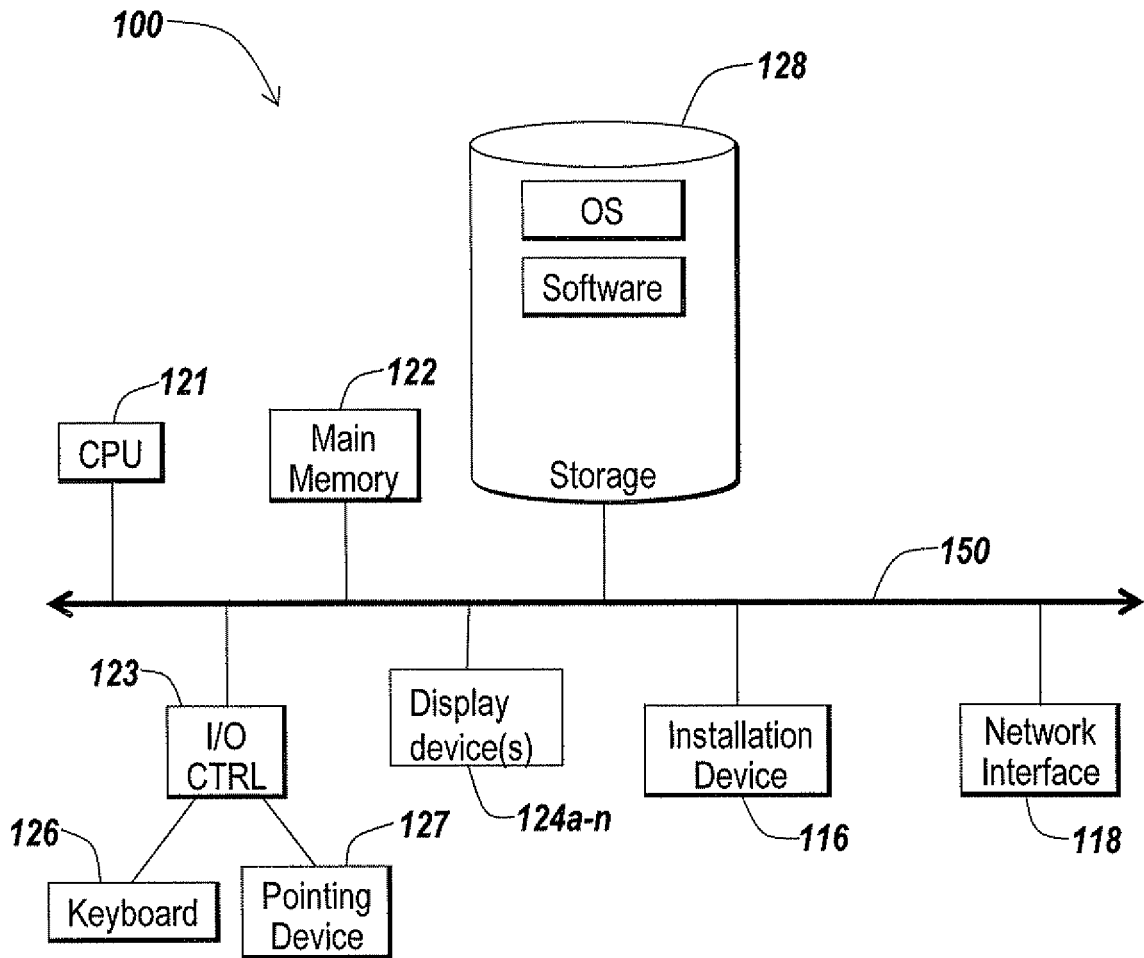 100
128
OS
Software
Storage
121
CPU
122
Main
Memory
150
123
I/O
CTRL
Display
device(s)
124a-n
Installation
Device
116
Network
Interface
118
126
Keyboard
127
Pointing
Device